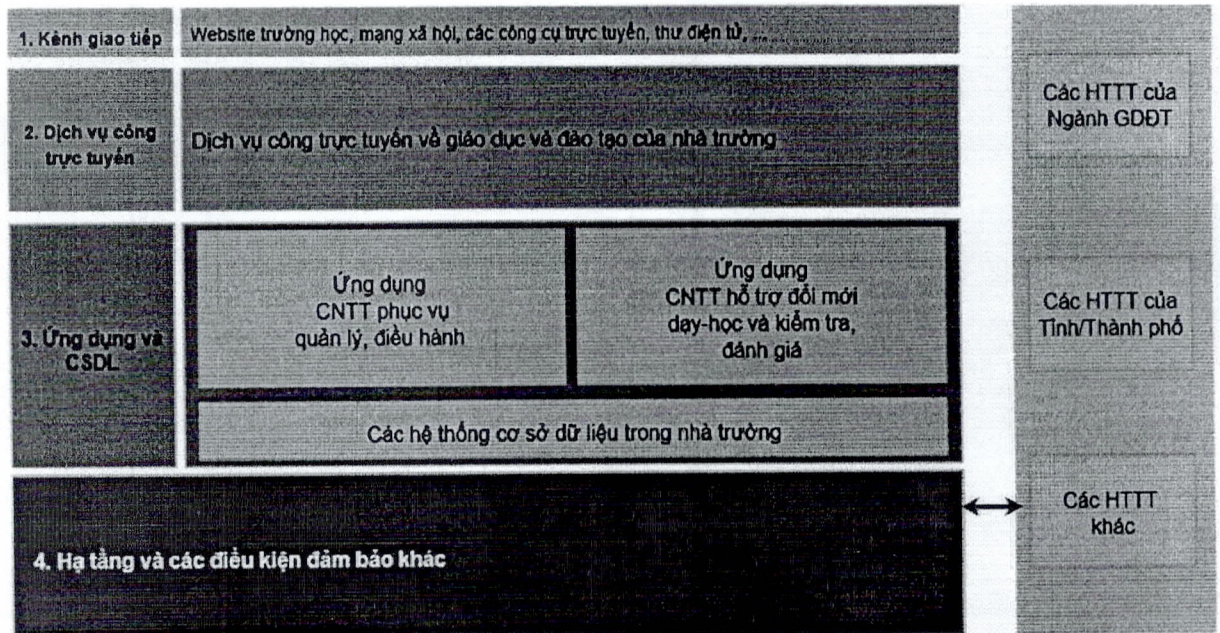 1. Kênh giao tiếp
Website trường học, mạng xã hội, các công cụ trực tuyến, thư điện tử, ...
2. Dịch vụ công
trực tuyến
Dịch vụ công trực tuyến về giáo dục và đào tạo của nhà trường
3. Ứng dụng và
CSDL
Ứng dụng
CNTT phục vụ
quản lý, điều hành
Ứng dụng
CNTT hỗ trợ đổi mới
dạy-học và kiểm tra,
đánh giá
Các hệ thống cơ sở dữ liệu trong nhà trường
4. Hạ tầng và các điều kiện đảm bảo khác
Các HTTT của
Ngành GDĐT
Các HTTT của
Tỉnh/Thành phố
Các HTTT
khác